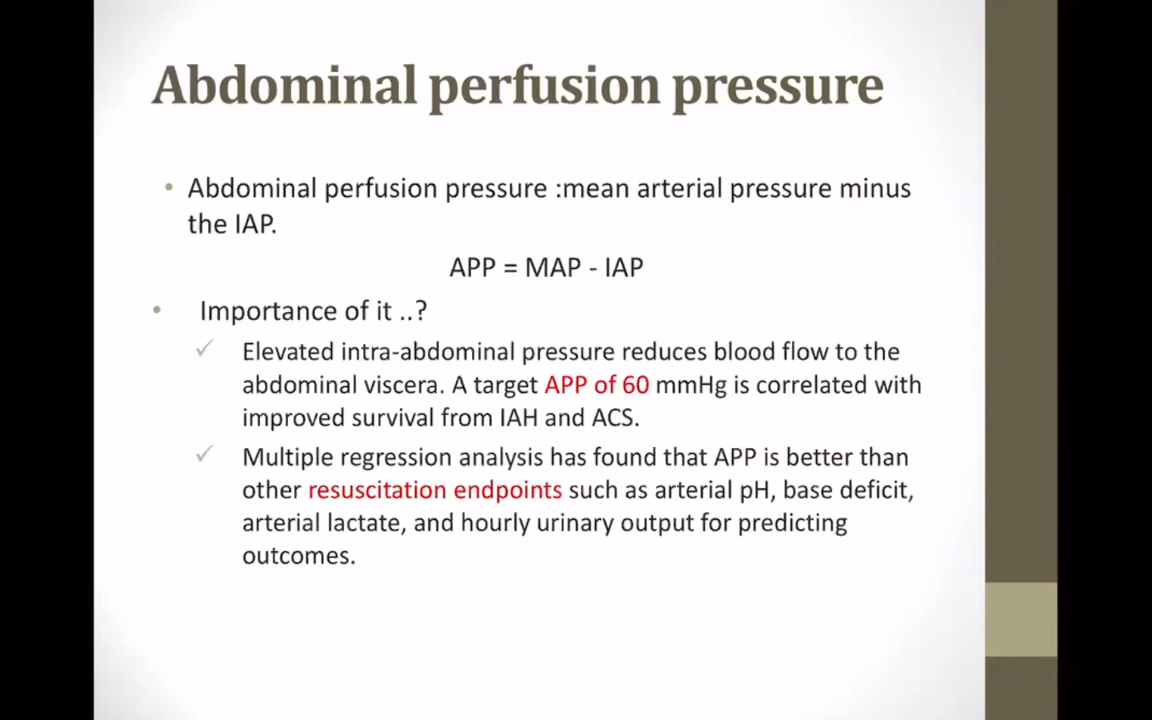 Abdominal perfusion pressure
• Abdominal perfusion pressure :mean arterial pressure minus
the IAP.
APP = MAP - IAP
• Importance of it ..?
✓ Elevated intra-abdominal pressure reduces blood flow to the
abdominal viscera. A target APP of 60 mmHg is correlated with
improved survival from IAH and ACS.
✓ Multiple regression analysis has found that APP is better than
other resuscitation endpoints such as arterial pH, base deficit,
arterial lactate, and hourly urinary output for predicting
outcomes.